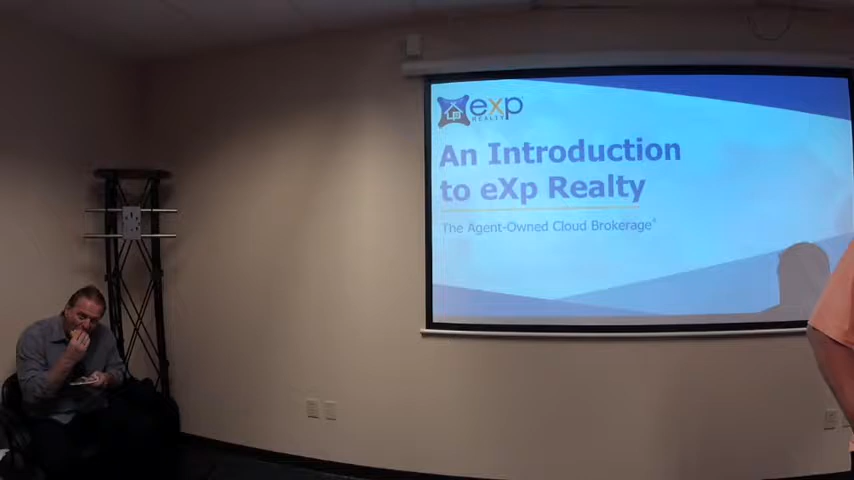 exp
REALTY
An Introduction
to eXp Realty
The Agent-Owned Cloud Brokerage®